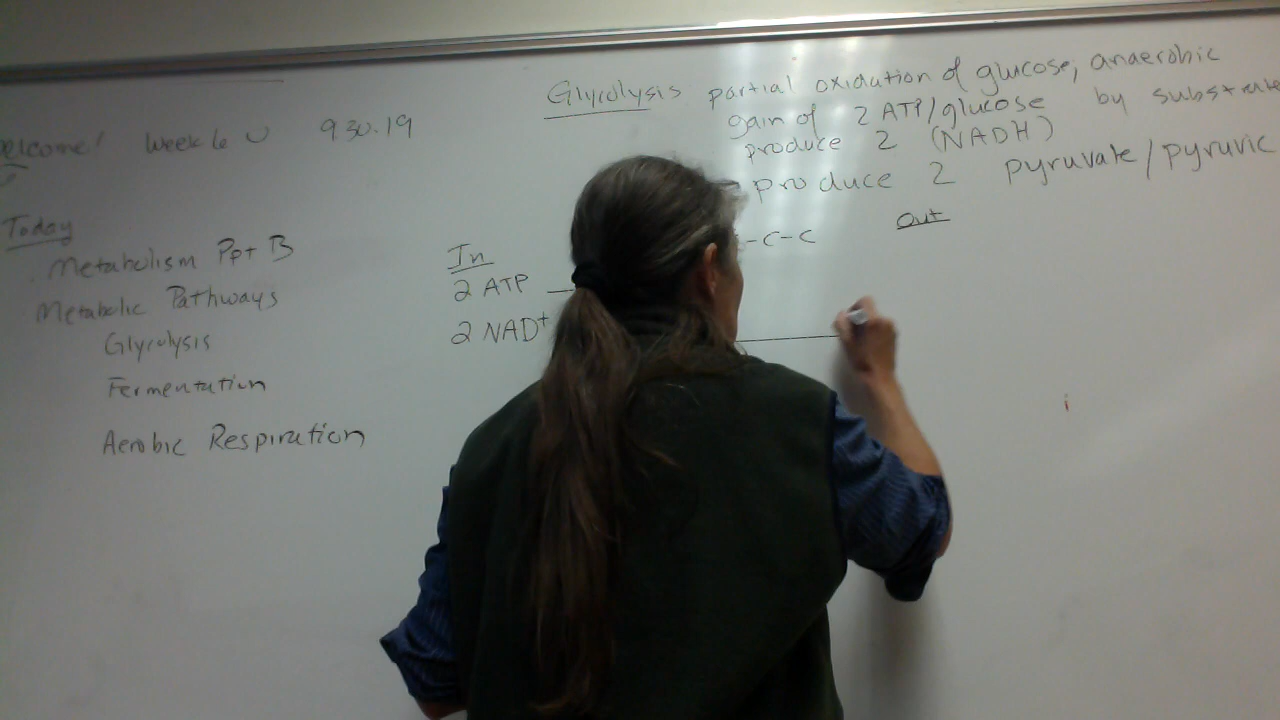 Welcome! Week 6 9.30.19
Today
Metabolism Ppt B
Metabolic Pathways
Glycolysis
Fermentation
Aerobic Respiration
Glycolysis partial oxidation of glucose, anaerobic
gain of 2 ATP/glucose by substrate
produce 2 (NADH)
produce 2 pyruvate/pyruvic
In
2 ATP
2 NAD+
-C-C
Out